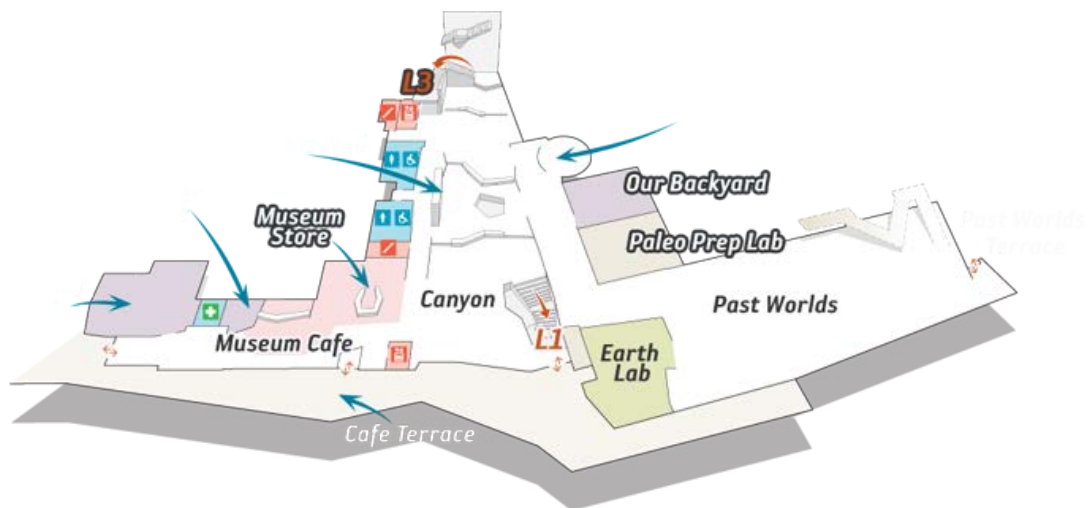 L3
Our Backyard
Museum
Store
Paleo Prep Lab
Past Worlds
Terrace
Canyon
Past Worlds
L1
Museum Cafe
Earth
Lab
Cafe Terrace